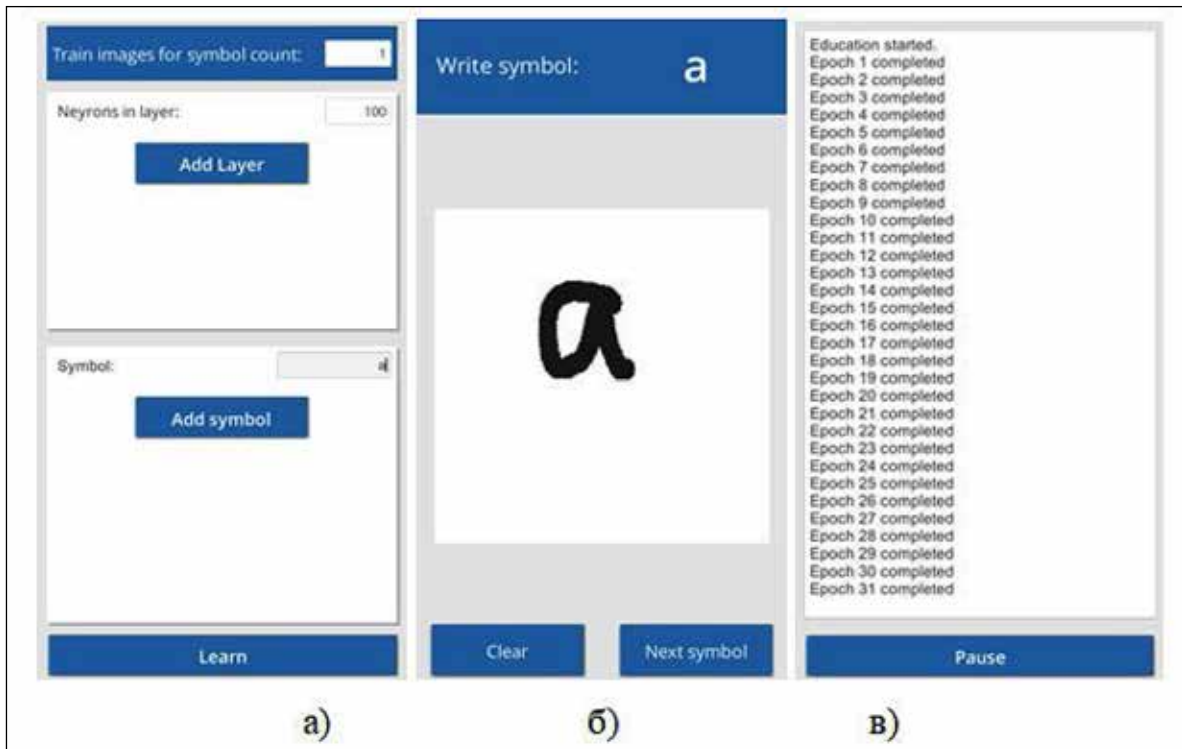 Train images for symbol count: 1
Neyrons in layer: 100
Add Layer
Symbol: a
Add symbol
Learn
Write symbol: a
a
Clear
Next symbol
Education started.
Epoch 1 completed
Epoch 2 completed
Epoch 3 completed
Epoch 4 completed
Epoch 5 completed
Epoch 6 completed
Epoch 7 completed
Epoch 8 completed
Epoch 9 completed
Epoch 10 completed
Epoch 11 completed
Epoch 12 completed
Epoch 13 completed
Epoch 14 completed
Epoch 15 completed
Epoch 16 completed
Epoch 17 completed
Epoch 18 completed
Epoch 19 completed
Epoch 20 completed
Epoch 21 completed
Epoch 22 completed
Epoch 23 completed
Epoch 24 completed
Epoch 25 completed
Epoch 26 completed
Epoch 27 completed
Epoch 28 completed
Epoch 29 completed
Epoch 30 completed
Epoch 31 completed
Pause
а) б) в)